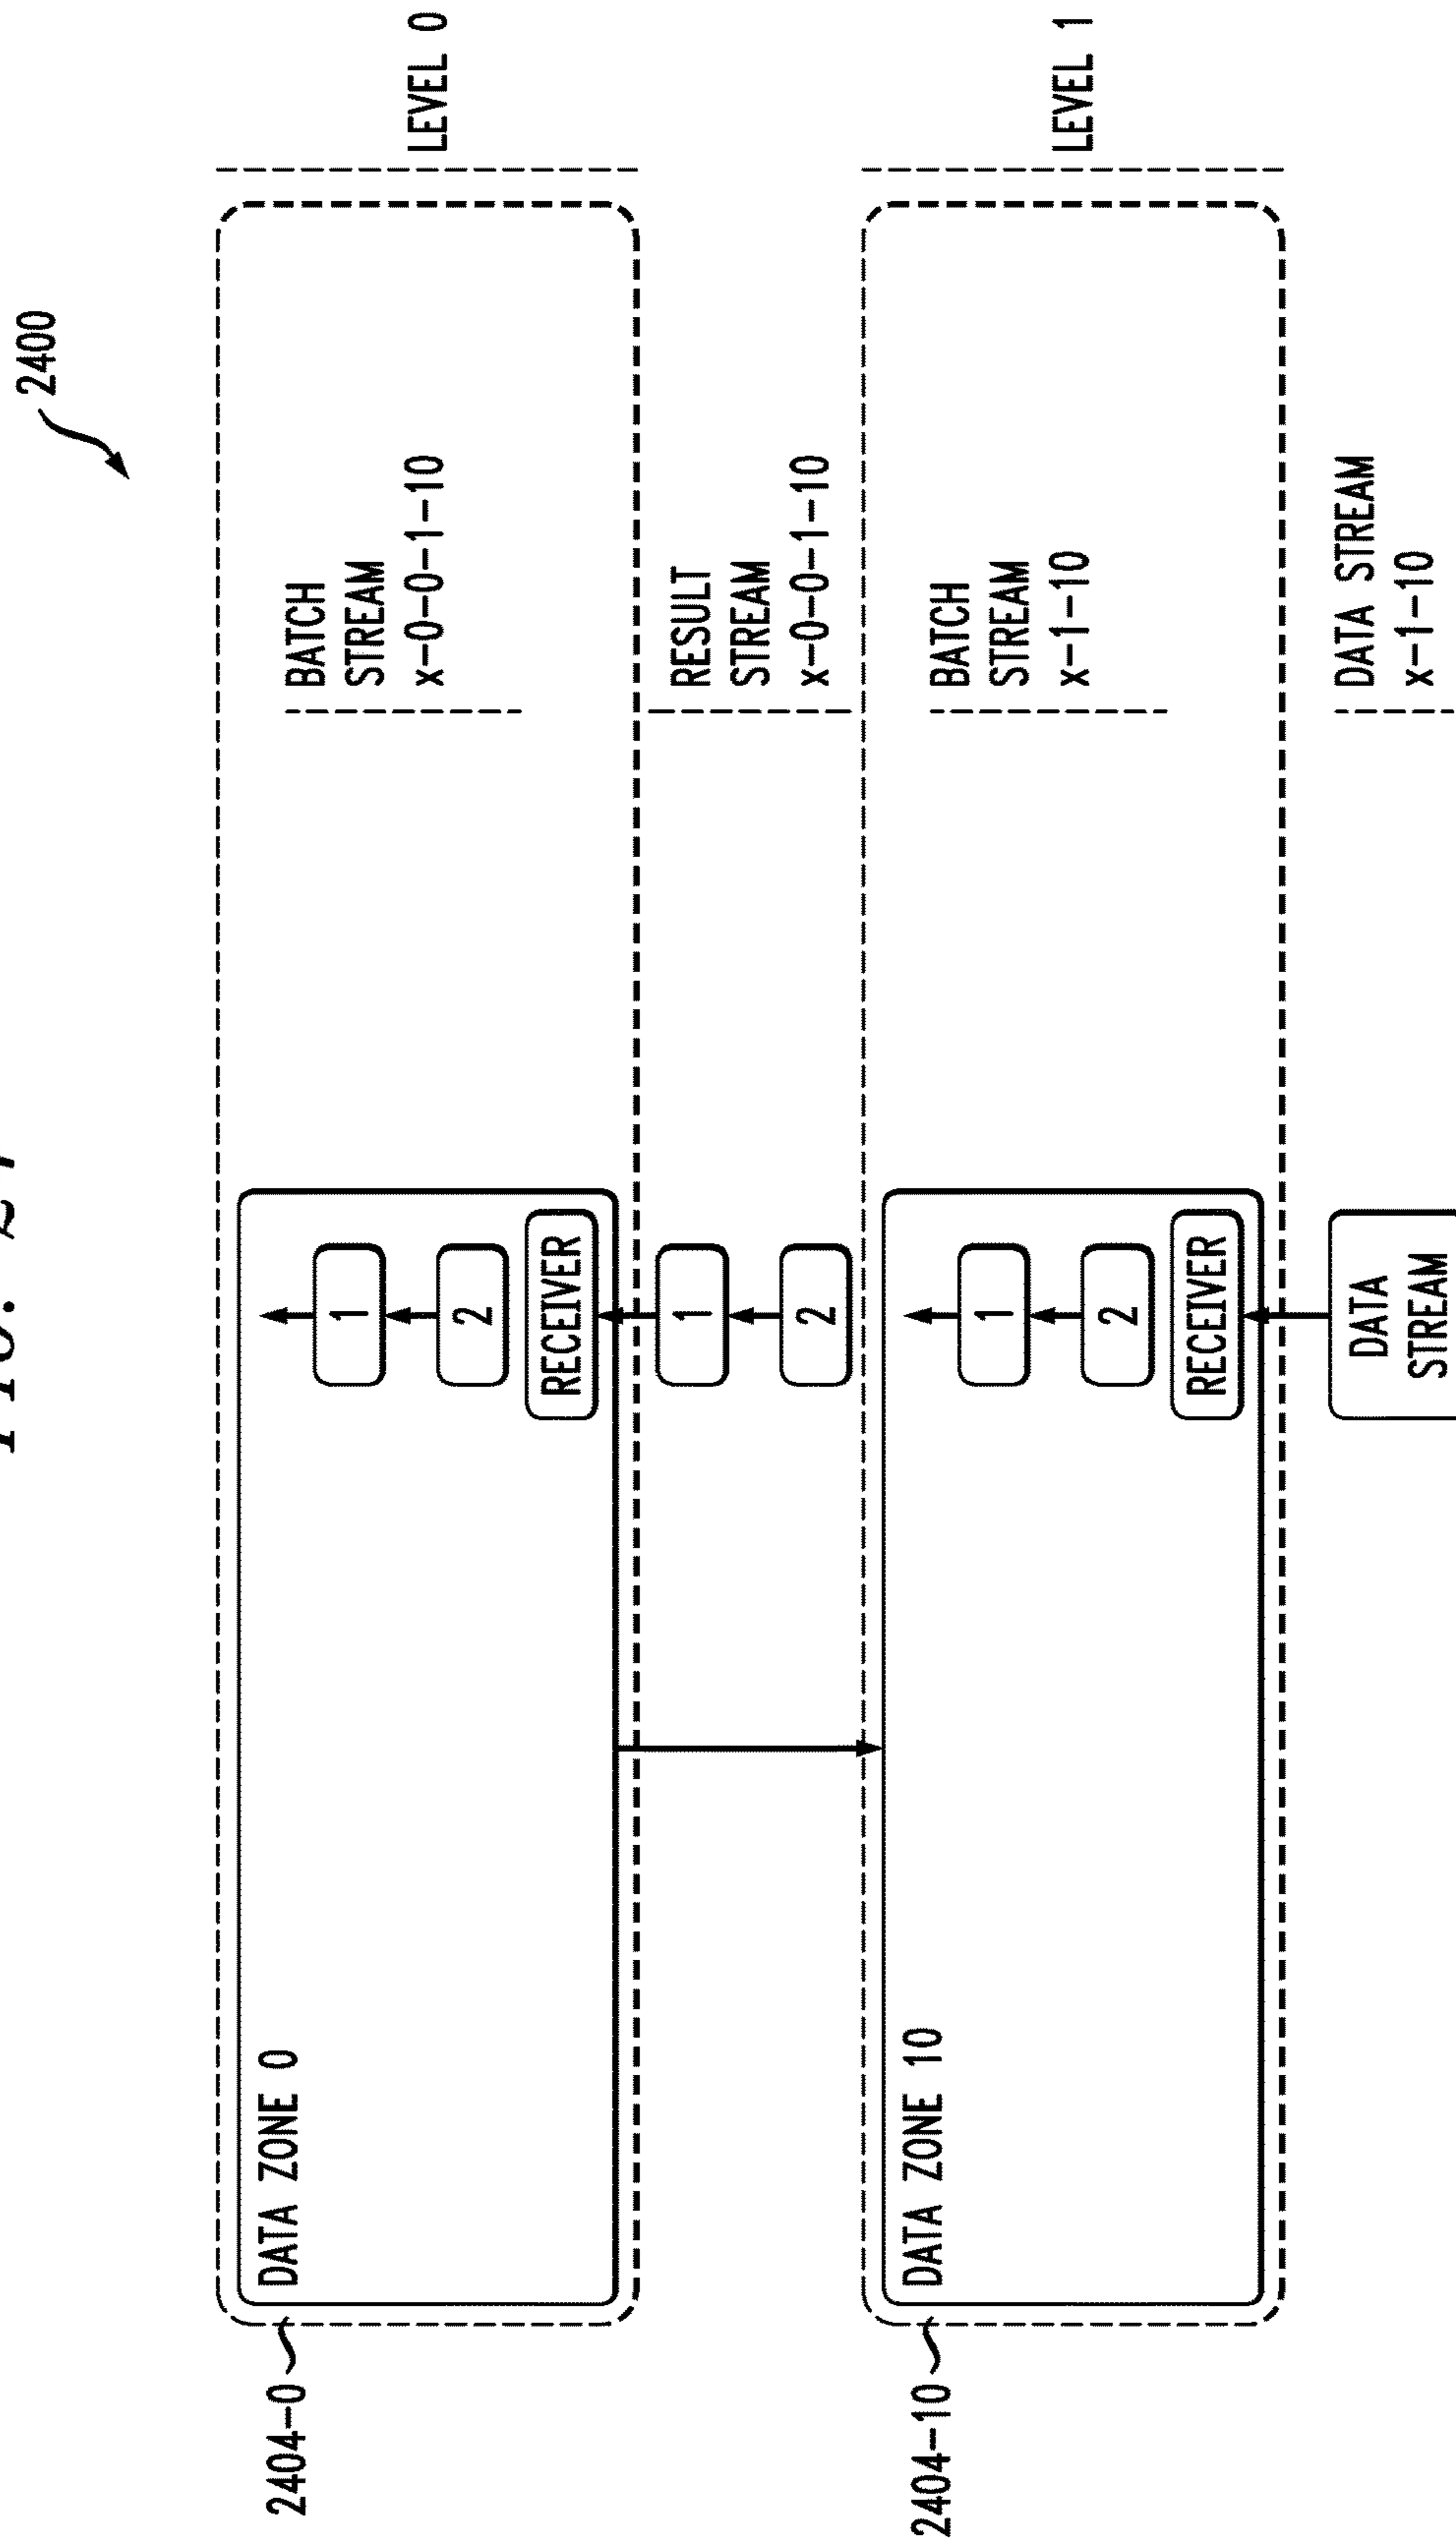 2400
2404-0
DATA ZONE 0
1
2
RECEIVER
BATCH
STREAM
x-0-0-1-10
LEVEL 0
1
2
RESULT
STREAM
x-0-0-1-10
2404-10
DATA ZONE 10
1
2
RECEIVER
BATCH
STREAM
x-1-10
LEVEL 1
DATA
STREAM
DATA STREAM
x-1-10